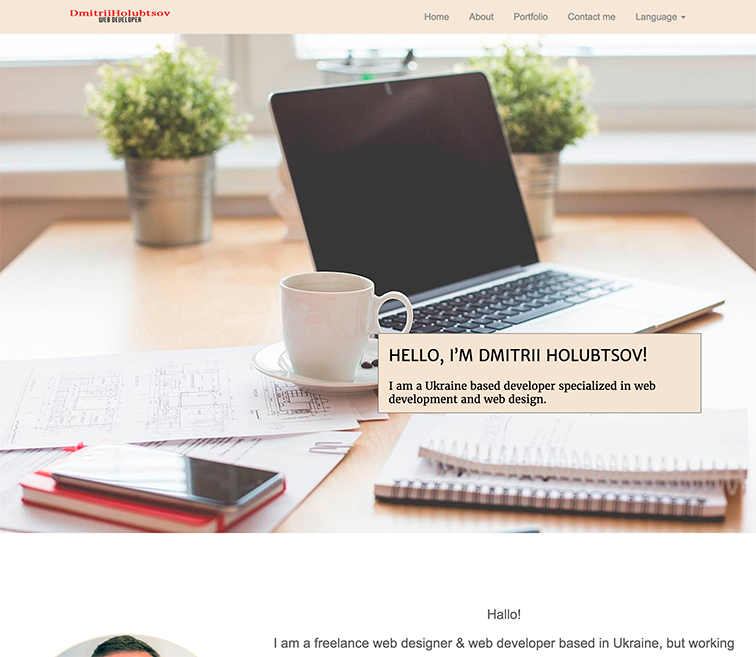 DmitriiHolubtsov
WEB DEVELOPER
Home About Portfolio Contact me Language
HELLO, I’M DMITRII HOLUBTSOV!
I am a Ukraine based developer specialized in web
development and web design.
Hallo!
I am a freelance web designer & web developer based in Ukraine, but working